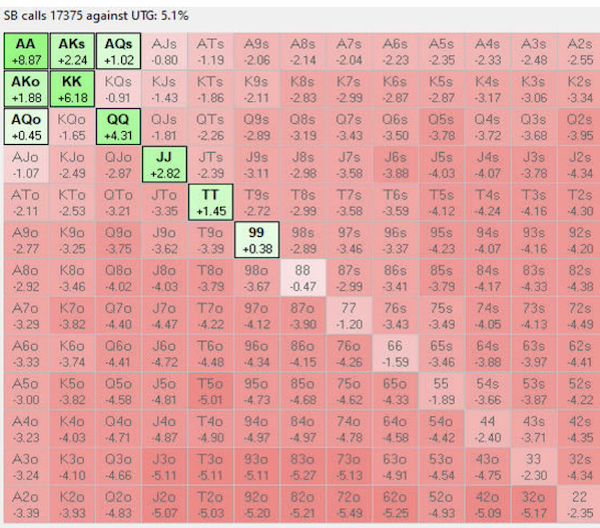 SB calls 17375 against UTG: 5.1%
AA AKs AQs AJs ATs A9s A8s A7s A6s A5s A4s A3s A2s
+8.87 +2.24 +1.02 -0.80 -1.19 -2.06 -2.14 -2.04 -2.23 -2.35 -2.33 -2.48 -2.55
AKo KK KQs KJs KTs K9s K8s K7s K6s K5s K4s K3s K2s
+1.88 +6.18 -0.91 -1.43 -1.86 -2.11 -2.83 -2.99 -2.87 -2.87 -3.17 -3.06 -3.34
AQo KQo QQ QJs QTs Q9s Q8s Q7s Q6s Q5s Q4s Q3s Q2s
+0.45 -1.65 +4.31 -1.81 -2.26 -2.89 -3.19 -3.43 -3.50 -3.78 -3.72 -3.68 -3.95
AJo KJo QJo JJ JTs J9s J8s J7s J6s J5s J4s J3s J2s
-1.07 -2.49 -2.87 +2.82 -2.39 -3.11 -2.98 -3.58 -3.88 -4.03 -4.07 -3.78 -4.34
ATo KTo QTo JTo TT T9s T8s T7s T6s T5s T4s T3s T2s
-2.11 -2.53 -3.21 -3.35 +1.45 -2.72 -2.99 -3.58 -3.59 -4.12 -4.24 -4.16 -4.30
A9o K9o Q9o J9o T9o 99 98s 97s 96s 95s 94s 93s 92s
-2.77 -3.25 -3.75 -3.62 -3.39 +0.38 -2.89 -3.46 -3.37 -4.23 -4.07 -4.16 -4.20
A8o K8o Q8o J8o T8o 98o 88 87s 86s 85s 84s 83s 82s
-2.92 -3.46 -4.02 -4.03 -3.79 -3.67 -0.47 -2.99 -3.41 -3.79 -4.17 -4.33 -4.38
A7o K7o Q7o J7o T7o 97o 87o 77 76s 75s 74s 73s 72s
-3.29 -3.82 -4.40 -4.47 -4.22 -4.12 -3.90 -1.20 -3.43 -3.49 -4.05 -4.13 -4.49
A6o K6o Q6o J6o T6o 96o 86o 76o 66 65s 64s 63s 62s
-3.33 -3.74 -4.41 -4.72 -4.48 -4.34 -4.15 -4.26 -1.59 -3.46 -3.88 -3.97 -4.41
A5o K5o Q5o J5o T5o 95o 85o 75o 65o 55 54s 53s 52s
-3.00 -3.82 -4.58 -4.81 -5.01 -4.73 -4.68 -4.62 -4.33 -1.89 -3.66 -3.87 -4.22
A4o K4o Q4o J4o T4o 94o 84o 74o 64o 54o 44 43s 42s
-3.23 -4.03 -4.71 -4.87 -4.90 -4.97 -4.97 -4.78 -4.58 -4.42 -2.40 -3.71 -4.35
A3o K3o Q3o J3o T3o 93o 83o 73o 63o 53o 43o 33 32s
-3.24 -4.10 -4.66 -5.11 -5.11 -5.11 -5.27 -5.13 -4.91 -4.54 -4.75 -2.30 -4.34
A2o K2o Q2o J2o T2o 92o 82o 72o 62o 52o 42o 32o 22
-3.39 -3.93 -4.83 -5.07 -5.03 -5.20 -5.21 -5.49 -5.25 -4.93 -5.09 -5.17 -2.35